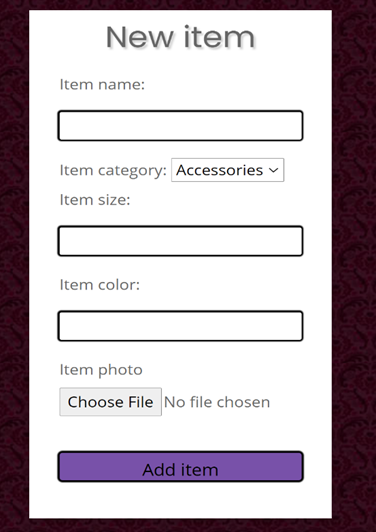 New item
Item name:
Item category: Accessories
Item size:
Item color:
Item photo
Choose File No file chosen
Add item